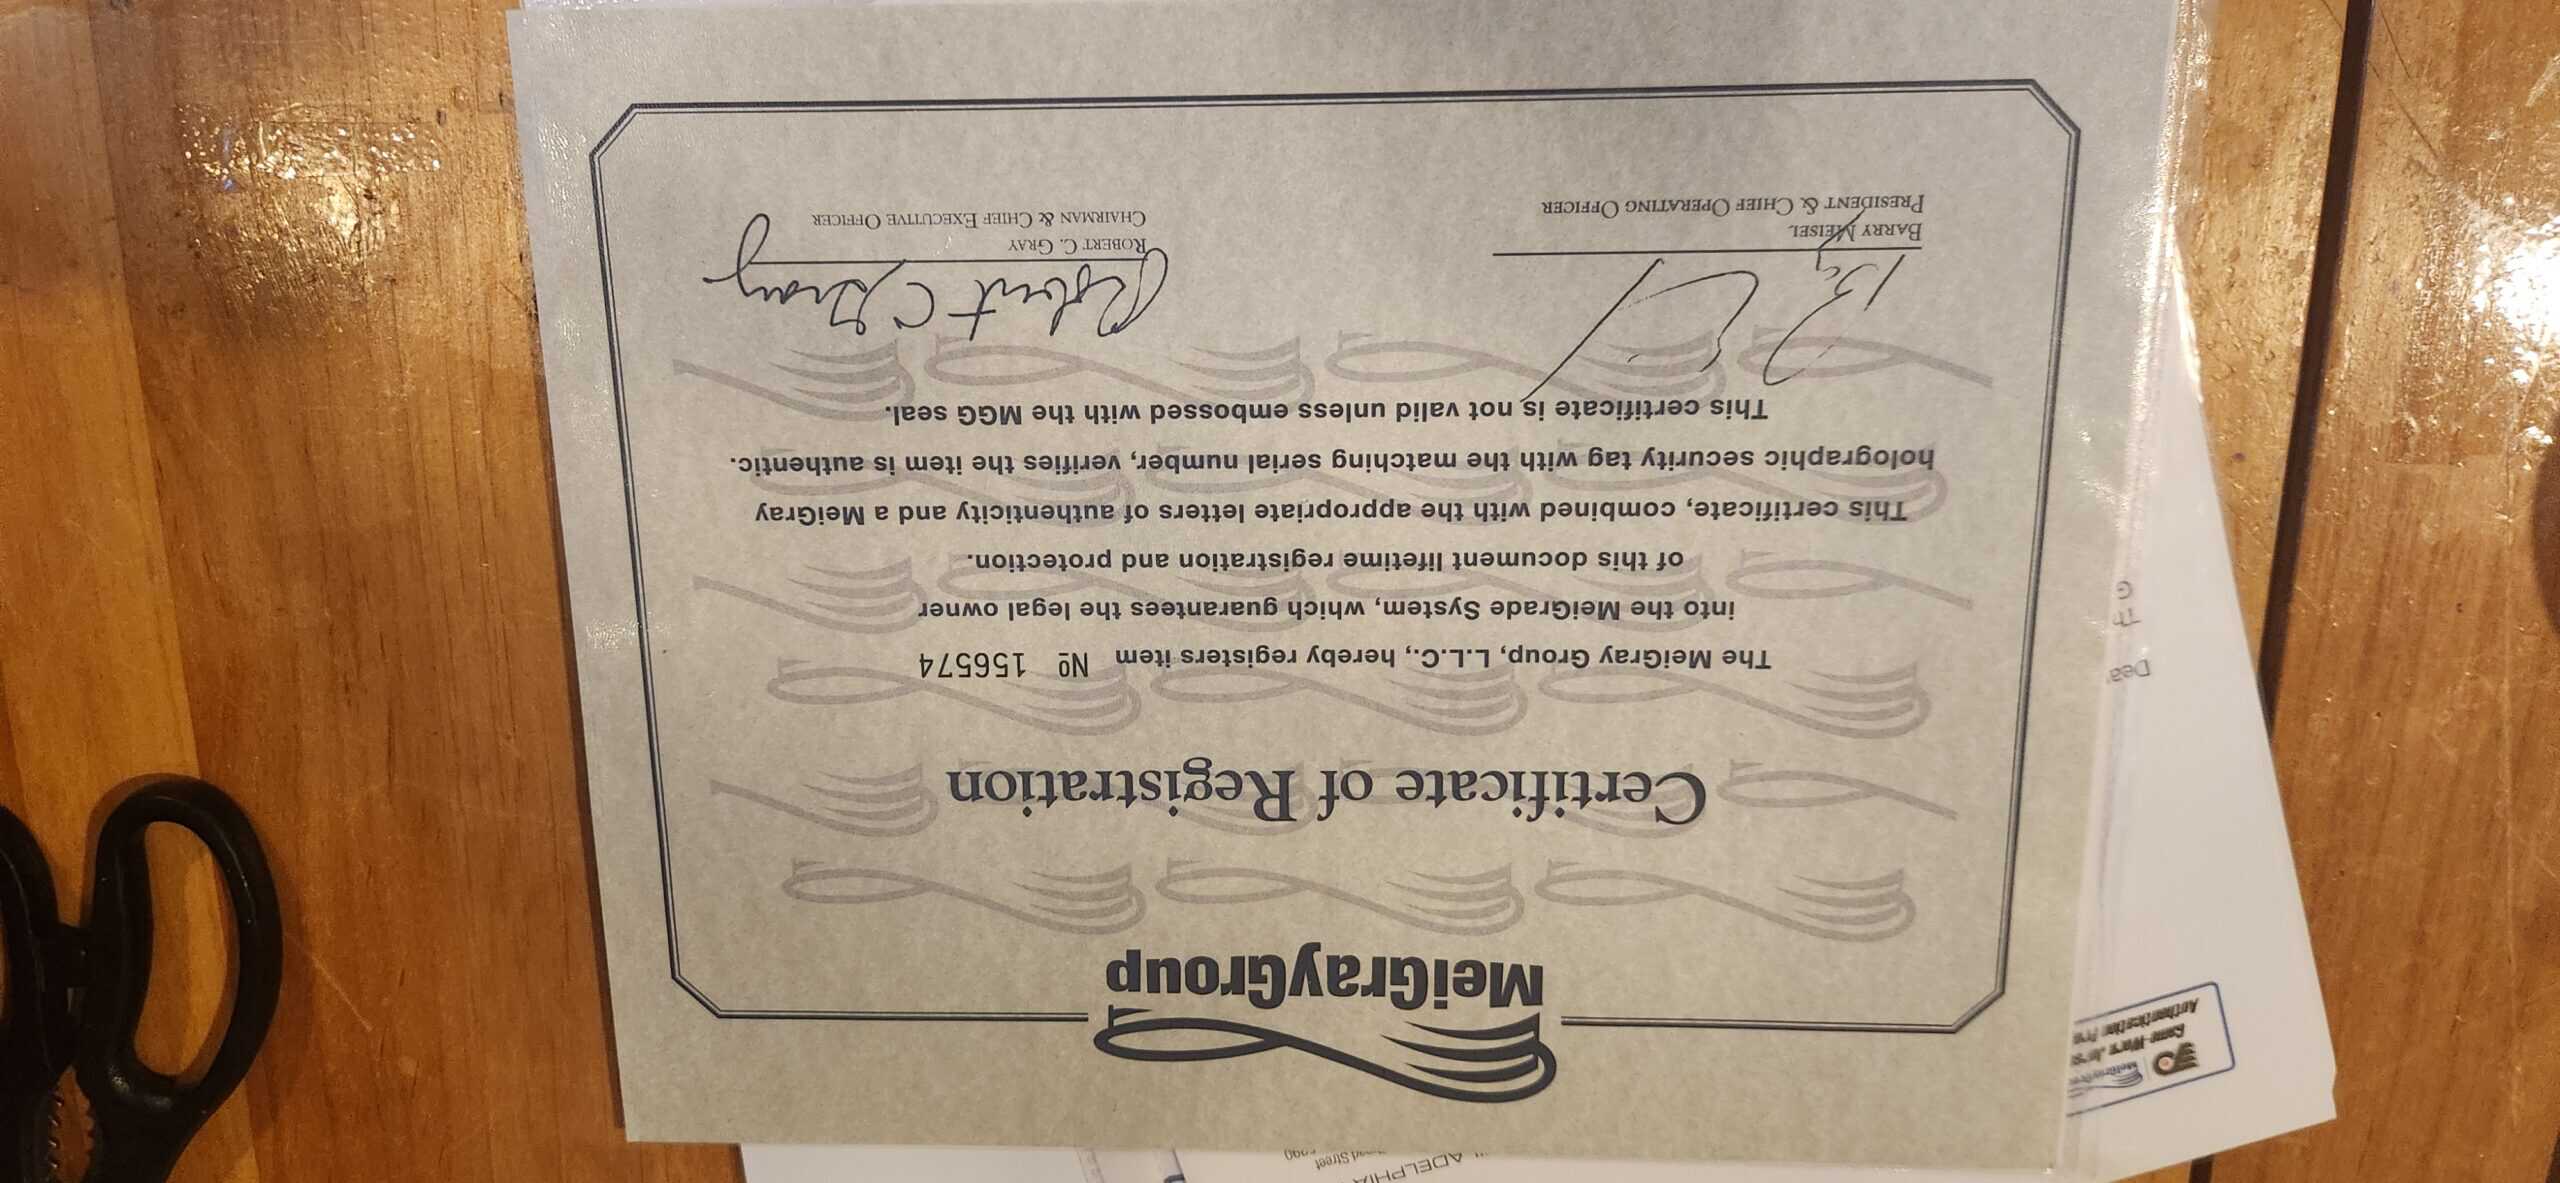 MeiGrayGroup
Certificate of Registration
The MeiGray Group, L.L.C., hereby registers item Nº 156574
into the MeiGrade System, which guarantees the legal owner
of this document lifetime registration and protection.
This certificate, combined with the appropriate letters of authenticity and a MeiGray
holographic security tag with the matching serial number, verifies the item is authentic.
This certificate is not valid unless embossed with the MGG seal.
Robert C Gray
BARRY MEISEL
PRESIDENT & CHIEF OPERATING OFFICER
ROBERT C. GRAY
CHAIRMAN & CHIEF EXECUTIVE OFFICER
Game-Worn
Authentication
Street
Th
G